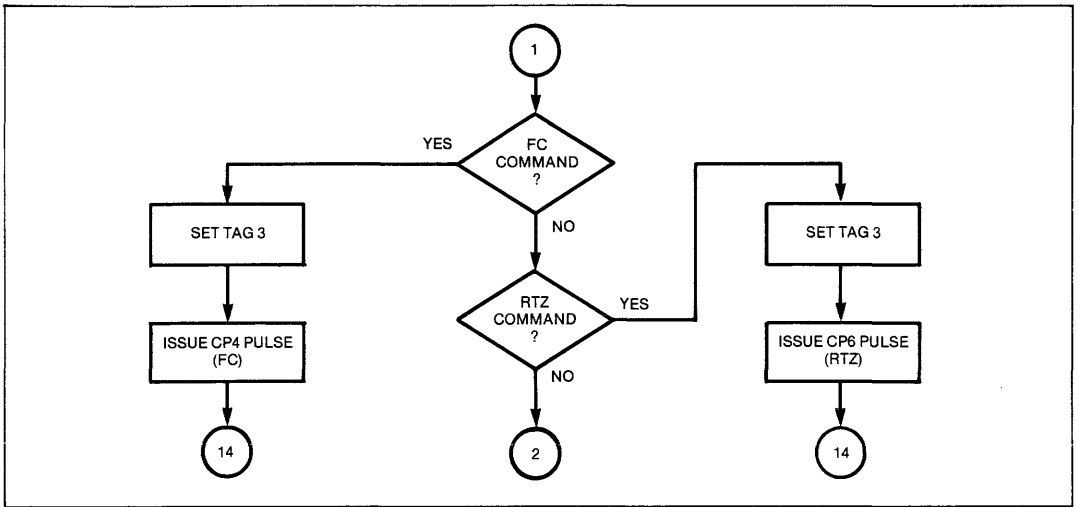 1
FC
COMMAND
?
YES
NO
SET TAG 3
ISSUE CP4 PULSE
(FC)
14
RTZ
COMMAND
?
YES
NO
2
SET TAG 3
ISSUE CP6 PULSE
(RTZ)
14